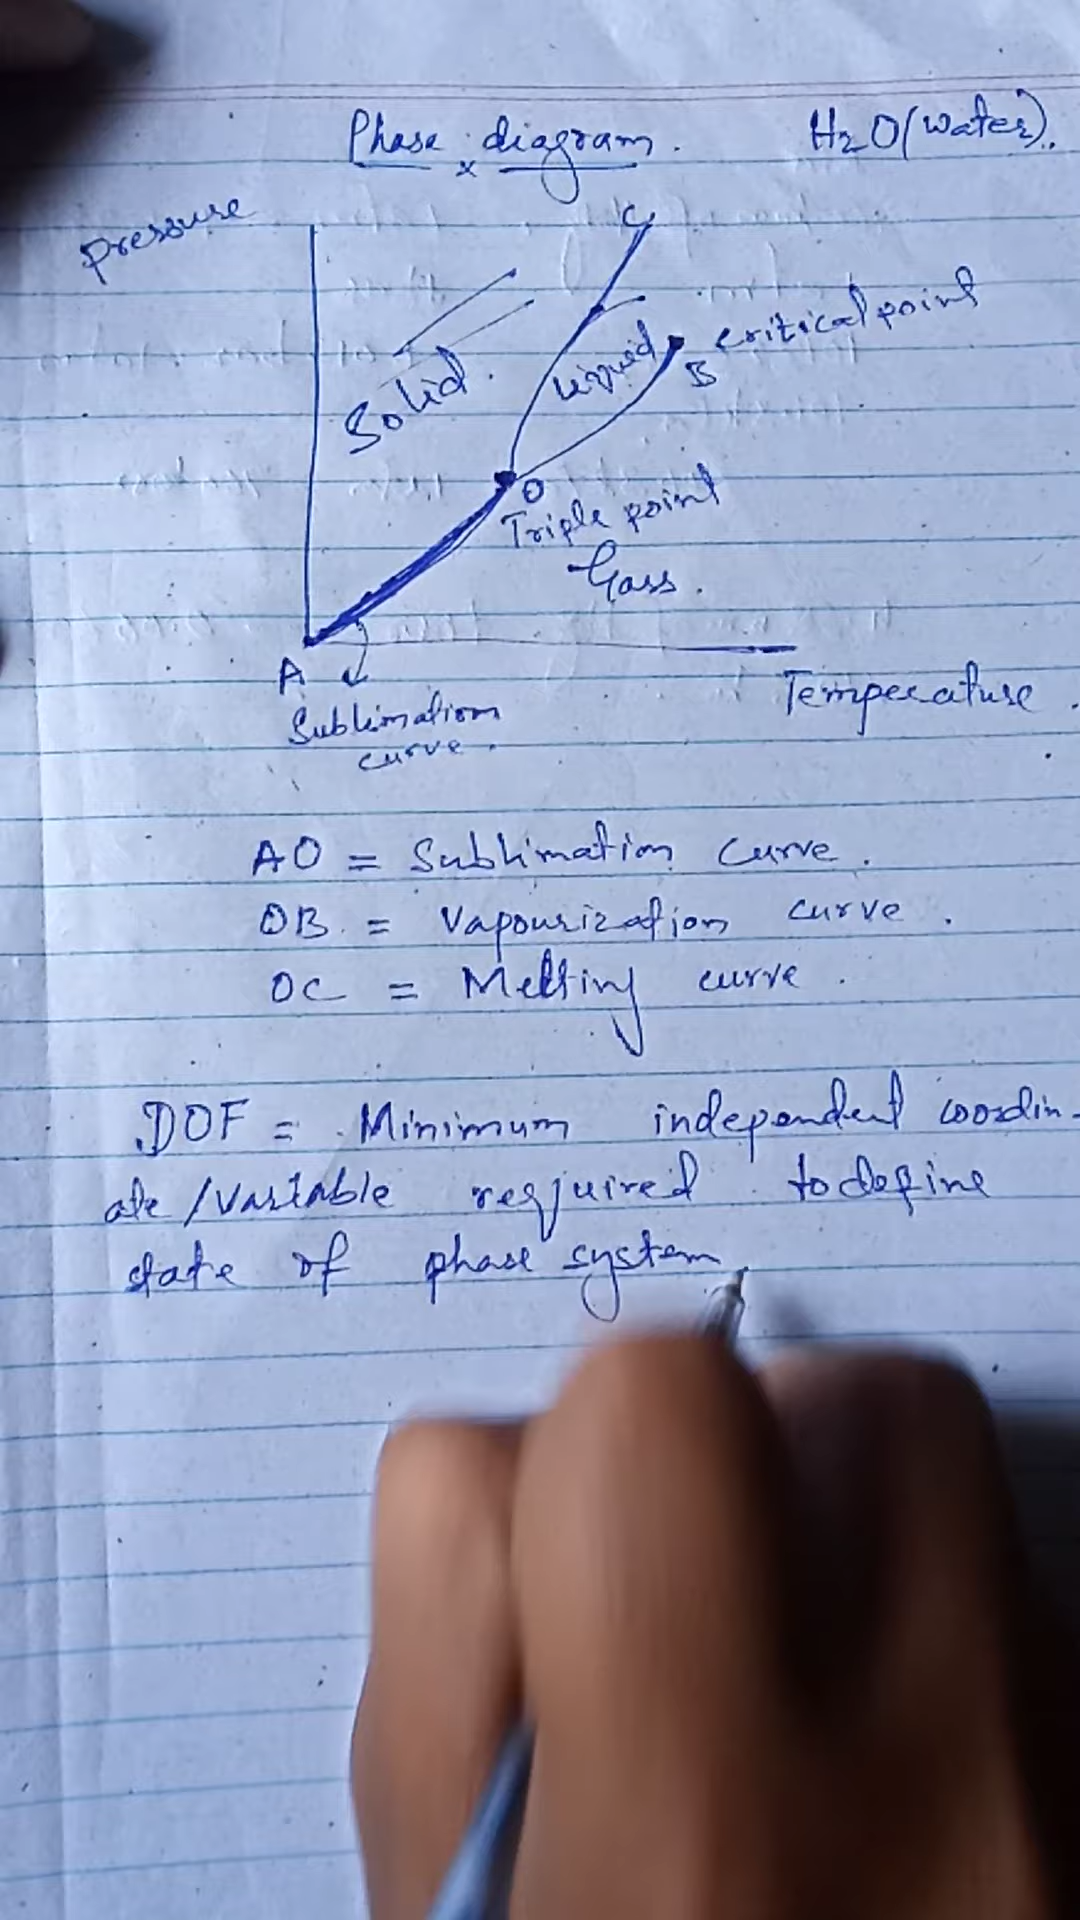 Phase diagram. H2O(water).
pressure
C
Solid.
Liquid
critical point
B
O
Triple point
Gass.
A
Temperature.
Sublimation
curve.
AO = Sublimation curve.
OB = Vapourization curve.
OC = Melting curve.
DOF = Minimum independent coordin-
ate/variable required to define
state of phase system.